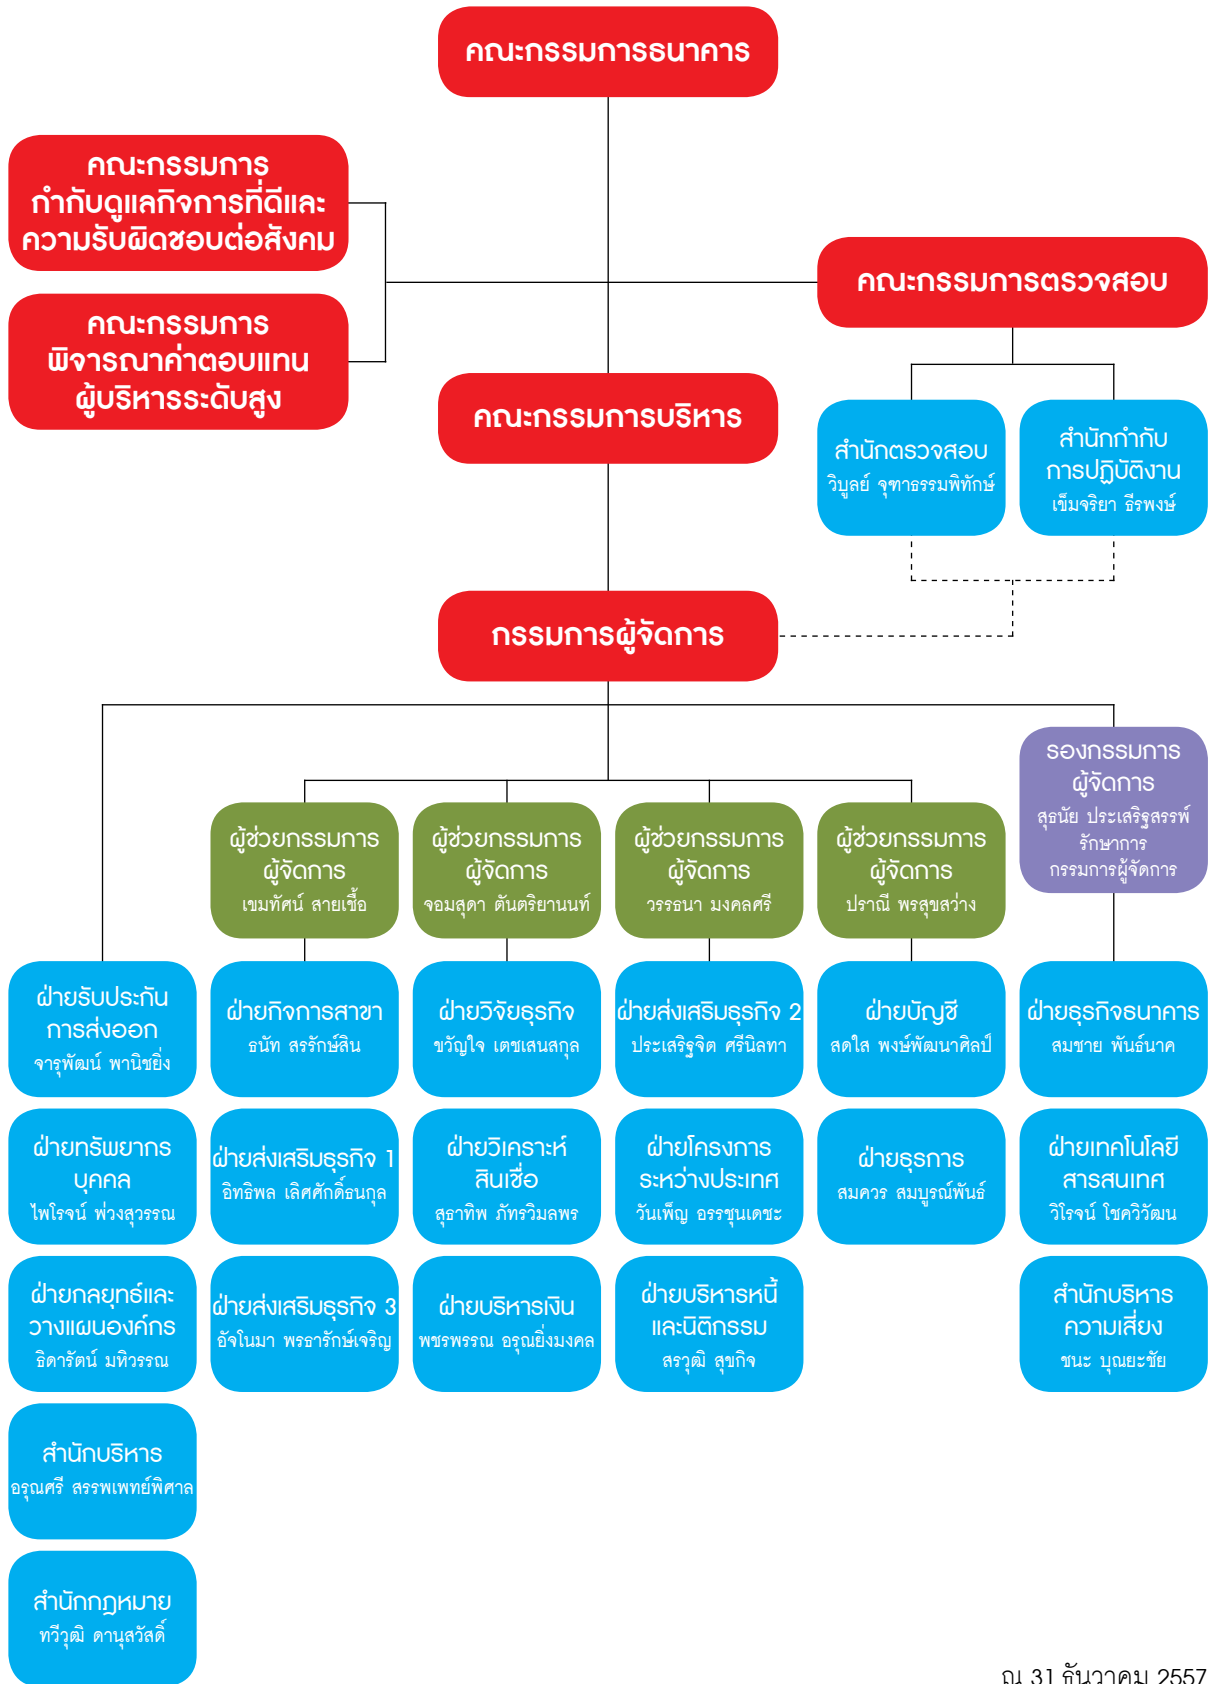 คณะกรรมการธนาคาร
คณะกรรมการ
กำกับดูแลกิจการที่ดีและ
ความรับผิดชอบต่อสังคม
คณะกรรมการ
พิจารณาค่าตอบแทน
ผู้บริหารระดับสูง
คณะกรรมการตรวจสอบ
คณะกรรมการบริหาร
สำนักตรวจสอบ
วิบูลย์ จุฑาธรรมพิทักษ์
สำนักกำกับ
การปฏิบัติงาน
เข็มจริยา ธีรพงษ์
กรรมการผู้จัดการ
รองกรรมการ
ผู้จัดการ
สุธนัย ประเสริฐสรรพ์
รักษาการ
กรรมการผู้จัดการ
ผู้ช่วยกรรมการ
ผู้จัดการ
เขมทัศน์ สายเชื้อ
ผู้ช่วยกรรมการ
ผู้จัดการ
จอมสุดา ตันตริยานนท์
ผู้ช่วยกรรมการ
ผู้จัดการ
วรรธนา มงคลศรี
ผู้ช่วยกรรมการ
ผู้จัดการ
ปราณี พรสุขสว่าง
ฝ่ายรับประกัน
การส่งออก
จารุพัฒน์ พานิชยิ่ง
ฝ่ายกิจการสาขา
ธนัท สรรักษ์สิน
ฝ่ายวิจัยธุรกิจ
ขวัญใจ เตชเสนสกุล
ฝ่ายส่งเสริมธุรกิจ 2
ประเสริฐจิต ศรีนิลทา
ฝ่ายบัญชี
สดใส พงษ์พัฒนาศิลป์
ฝ่ายธุรกิจธนาคาร
สมชาย พันธ์นาค
ฝ่ายทรัพยากร
บุคคล
ไพโรจน์ พ่วงสุวรรณ
ฝ่ายส่งเสริมธุรกิจ 1
อิทธิพล เลิศศักดิ์ธนกุล
ฝ่ายวิเคราะห์
สินเชื่อ
สุธาทิพ ภัทรวิมลพร
ฝ่ายโครงการ
ระหว่างประเทศ
วันเพ็ญ อรรชุนเดชะ
ฝ่ายธุรการ
สมควร สมบูรณ์พันธ์
ฝ่ายเทคโนโลยี
สารสนเทศ
วิโรจน์ โชควิวัฒน
ฝ่ายกลยุทธ์และ
วางแผนองค์กร
ธิดารัตน์ มหิวรรณ
ฝ่ายส่งเสริมธุรกิจ 3
อัจโนมา พรธารักษ์เจริญ
ฝ่ายบริหารเงิน
พชรพรรณ อรุณยิ่งมงคล
ฝ่ายบริหารหนี้
และนิติกรรม
สรวุฒิ สุขกิจ
สำนักบริหาร
ความเสี่ยง
ชนะ บุณยะชัย
สำนักบริหาร
อรุณศรี สรรพเพทย์พิศาล
สำนักกฎหมาย
ทวีวุฒิ ดานุสวัสดิ์
ณ 31 ธันวาคม 2557